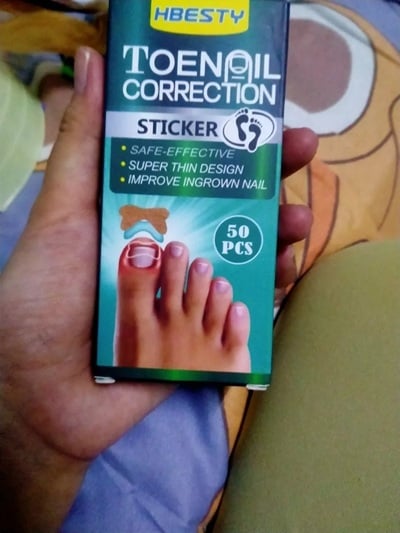 HBESTY
TOENAIL
CORRECTION
STICKER
• SAFE-EFFECTIVE
• SUPER THIN DESIGN
• IMPROVE INGROWN NAIL
50
PCS